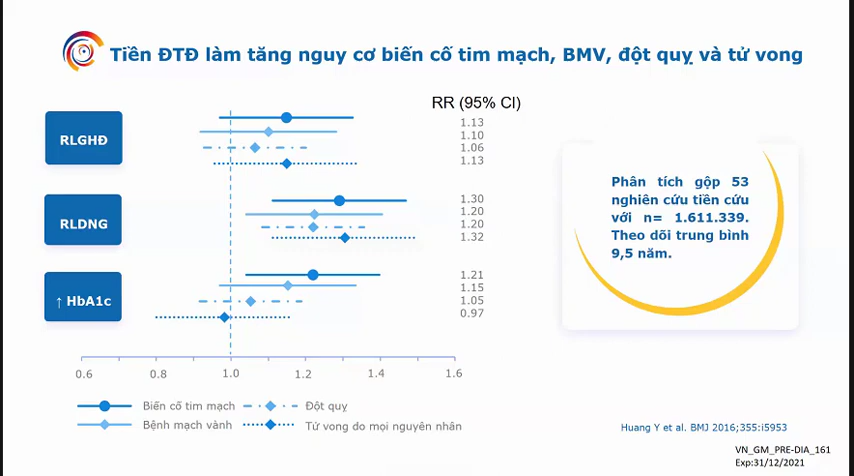 Tiền ĐTĐ làm tăng nguy cơ biến cố tim mạch, BMV, đột quỵ và tử vong
RR (95% CI)
RLGHĐ
1.13
1.10
1.06
1.13
RLDNG
1.30
1.20
1.20
1.32
↑ HbA1c
1.21
1.15
1.05
0.97
0.6 0.8 1.0 1.2 1.4 1.6
Biến cố tim mạch Đột quỵ
Bệnh mạch vành Tử vong do mọi nguyên nhân
Phân tích gộp 53
nghiên cứu tiền cứu
với n= 1.611.339.
Theo dõi trung bình
9,5 năm.
Huang Y et al. BMJ 2016;355:i5953
VN_GM_PRE-DIA_161
Exp:31/12/2021